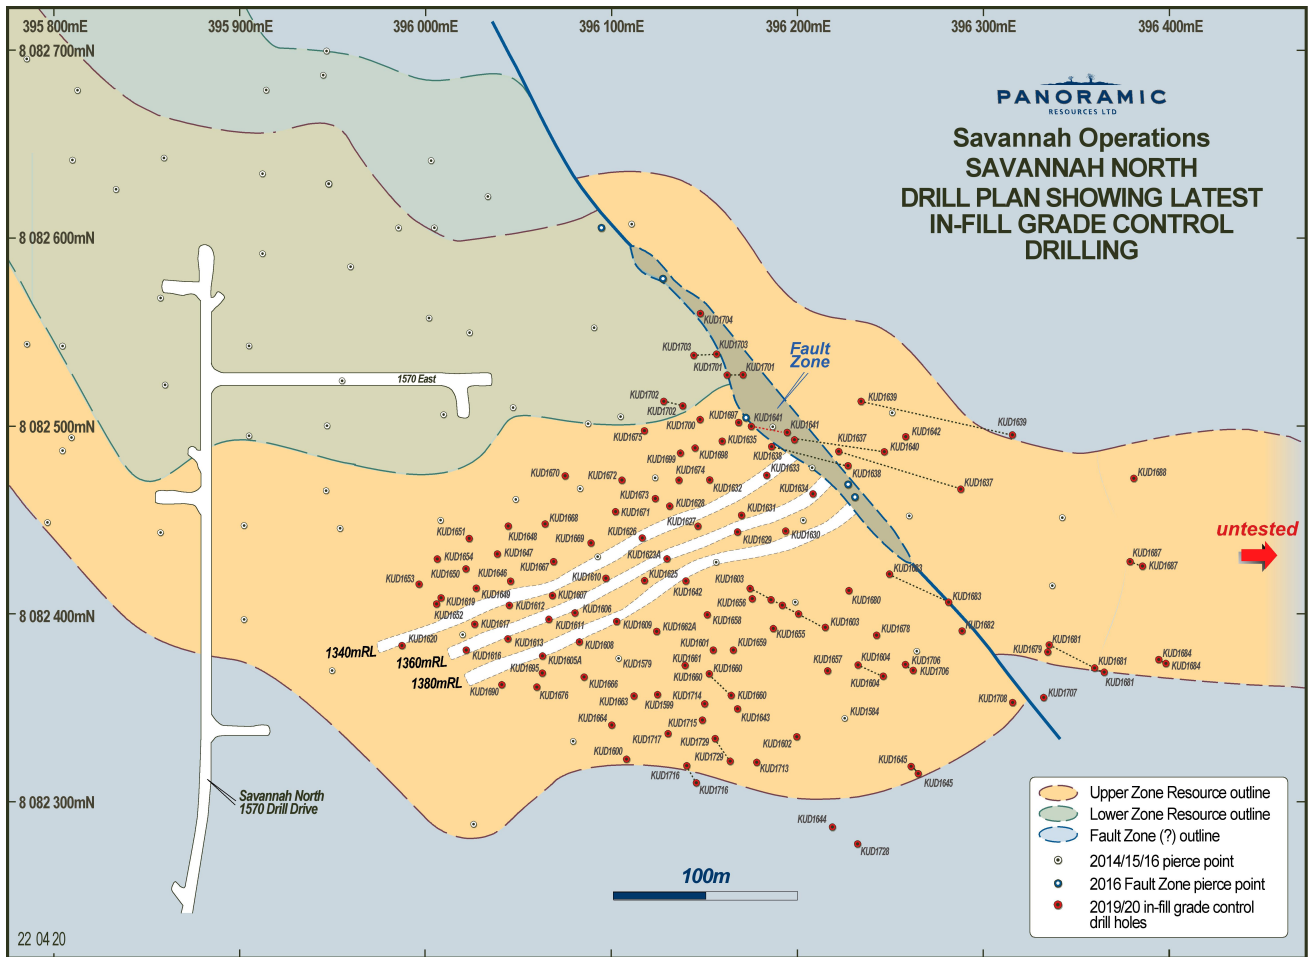 395 800mE
395 900mE
396 000mE
396 100mE
396 200mE
396 300mE
396 400mE
8 082 700mN
8 082 600mN
8 082 500mN
8 082 400mN
8 082 300mN
PANORAMIC
RESOURCES LTD
Savannah Operations
SAVANNAH NORTH
DRILL PLAN SHOWING LATEST
IN-FILL GRADE CONTROL
DRILLING
KUD1704
KUD1703
KUD1703
KUD1701
KUD1701
Fault
Zone
1570 East
KUD1702
KUD1702
KUD1639
KUD1639
KUD1697
KUD1641
KUD1641
KUD1700
KUD1675
KUD1635
KUD1637
KUD1642
KUD1640
KUD1699
KUD1698
KUD1638
KUD1638
KUD1670
KUD1672
KUD1674
KUD1633
KUD1637
KUD1688
KUD1632
KUD1634
KUD1673
KUD1628
KUD1671
KUD1631
KUD1668
KUD1627
KUD1626
KUD1651
KUD1648
KUD1669
KUD1629
KUD1630
untested
KUD1654
KUD1647
KUD1667
KUD1623A
KUD1687
KUD1687
KUD1653
KUD1650
KUD1646
KUD1610
KUD1625
KUD1603
KUD1683
KUD1649
KUD1642
KUD1619
KUD1607
KUD1656
KUD1680
KUD1683
KUD1652
KUD1612
KUD1606
KUD1658
KUD1617
KUD1611
KUD1609
KUD1662A
KUD1655
KUD1603
KUD1678
KUD1682
KUD1620
KUD1613
KUD1608
KUD1601
KUD1659
KUD1681
KUD1679
1340mRL
1360mRL
1380mRL
KUD1616
KUD1605A
KUD1579
KUD1661
KUD1657
KUD1604
KUD1706
KUD1684
KUD1684
KUD1695
KUD1660
KUD1660
KUD1604
KUD1706
KUD1681
KUD1681
KUD1690
KUD1676
KUD1666
KUD1663
KUD1599
KUD1714
KUD1708
KUD1707
KUD1664
KUD1715
KUD1643
KUD1584
KUD1717
KUD1729
KUD1602
KUD1600
KUD1729
KUD1713
KUD1645
KUD1645
KUD1716
KUD1716
Savannah North
1570 Drill Drive
KUD1644
KUD1728
100m
Upper Zone Resource outline
Lower Zone Resource outline
Fault Zone (?) outline
2014/15/16 pierce point
2016 Fault Zone pierce point
2019/20 in-fill grade control
drill holes
22 04 20